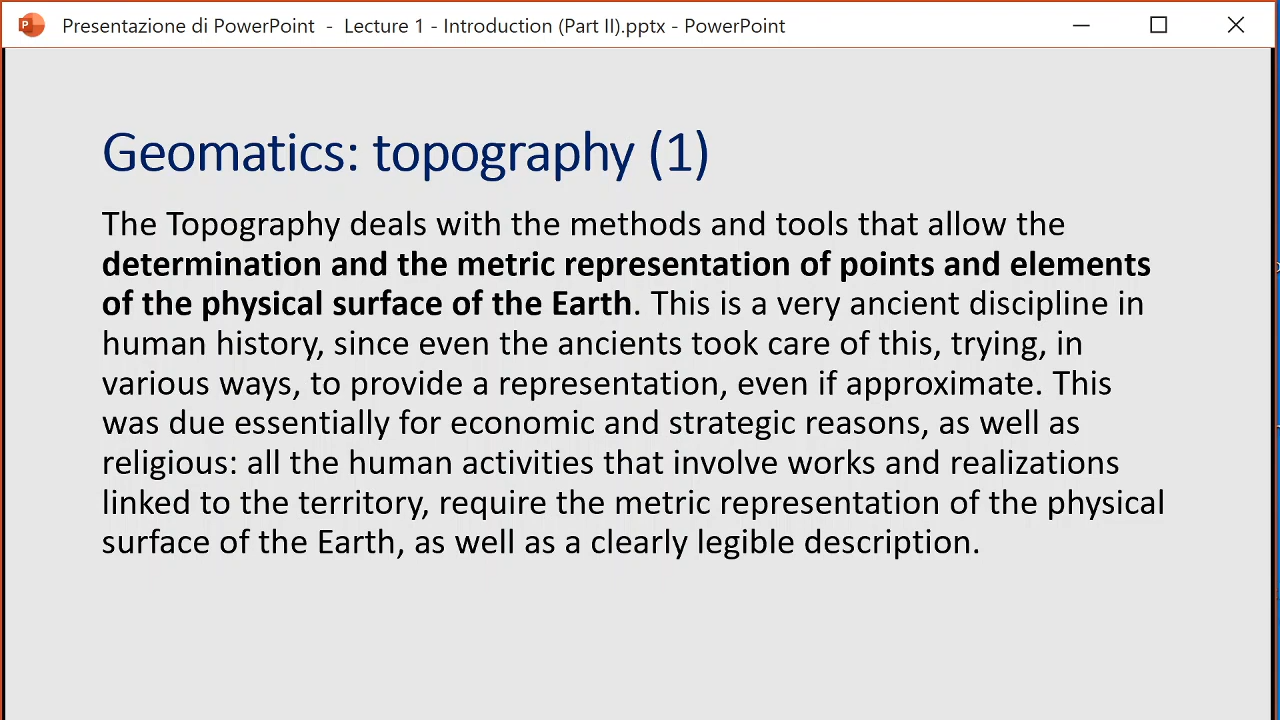 Presentazione di PowerPoint - Lecture 1 - Introduction (Part II).pptx - PowerPoint
Geomatics: topography (1)
The Topography deals with the methods and tools that allow the
determination and the metric representation of points and elements
of the physical surface of the Earth. This is a very ancient discipline in
human history, since even the ancients took care of this, trying, in
various ways, to provide a representation, even if approximate. This
was due essentially for economic and strategic reasons, as well as
religious: all the human activities that involve works and realizations
linked to the territory, require the metric representation of the physical
surface of the Earth, as well as a clearly legible description.